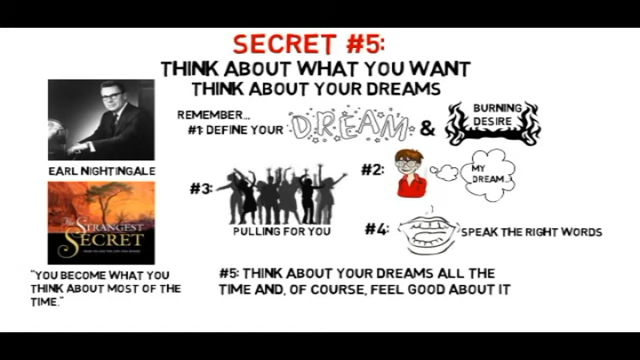 SECRET #5:
THINK ABOUT WHAT YOU WANT
THINK ABOUT YOUR DREAMS
REMEMBER...
#1: DEFINE YOUR DREAM & BURNING DESIRE
EARL NIGHTINGALE
#2:
MY DREAM...
#3:
PULLING FOR YOU
#4:
SPEAK THE RIGHT WORDS
The STRANGEST
SECRET
"YOU BECOME WHAT YOU
THINK ABOUT MOST OF THE
TIME."
#5: THINK ABOUT YOUR DREAMS ALL THE
TIME AND, OF COURSE, FEEL GOOD ABOUT IT